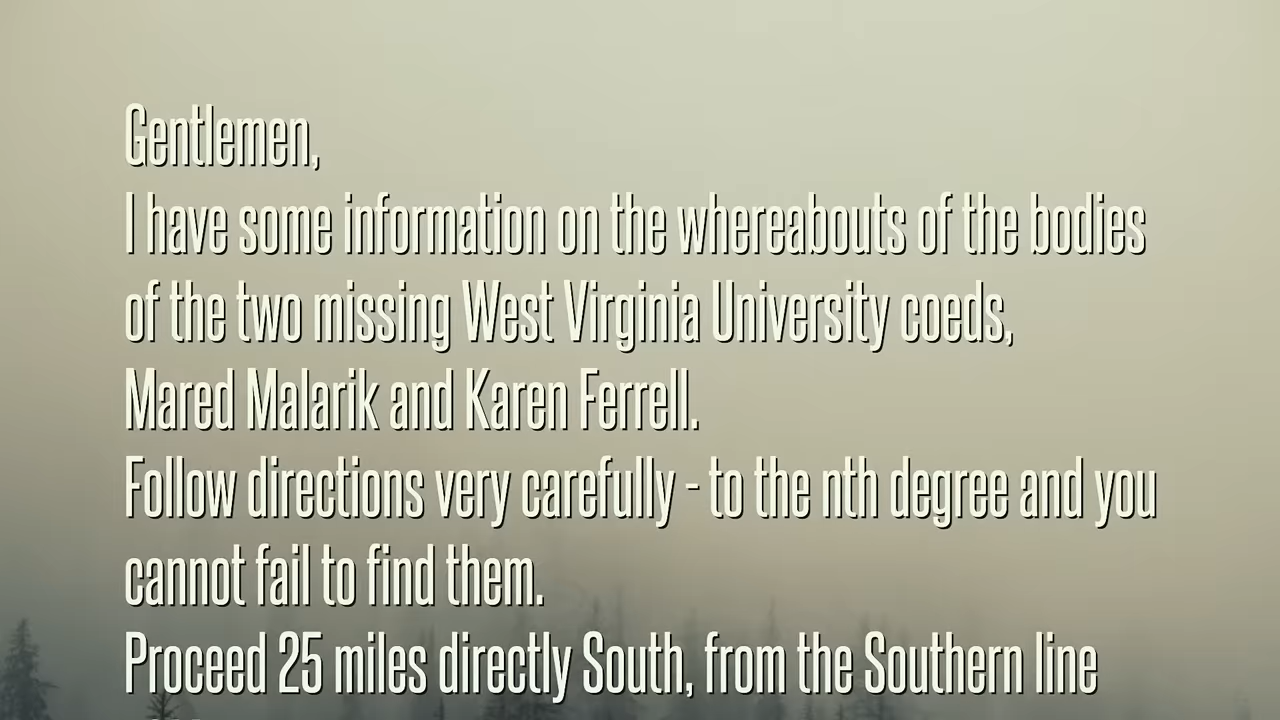 Gentlemen,
I have some information on the whereabouts of the bodies
of the two missing West Virginia University coeds,
Mared Malarik and Karen Ferrell.
Follow directions very carefully - to the nth degree and you
cannot fail to find them.
Proceed 25 miles directly South, from the Southern line